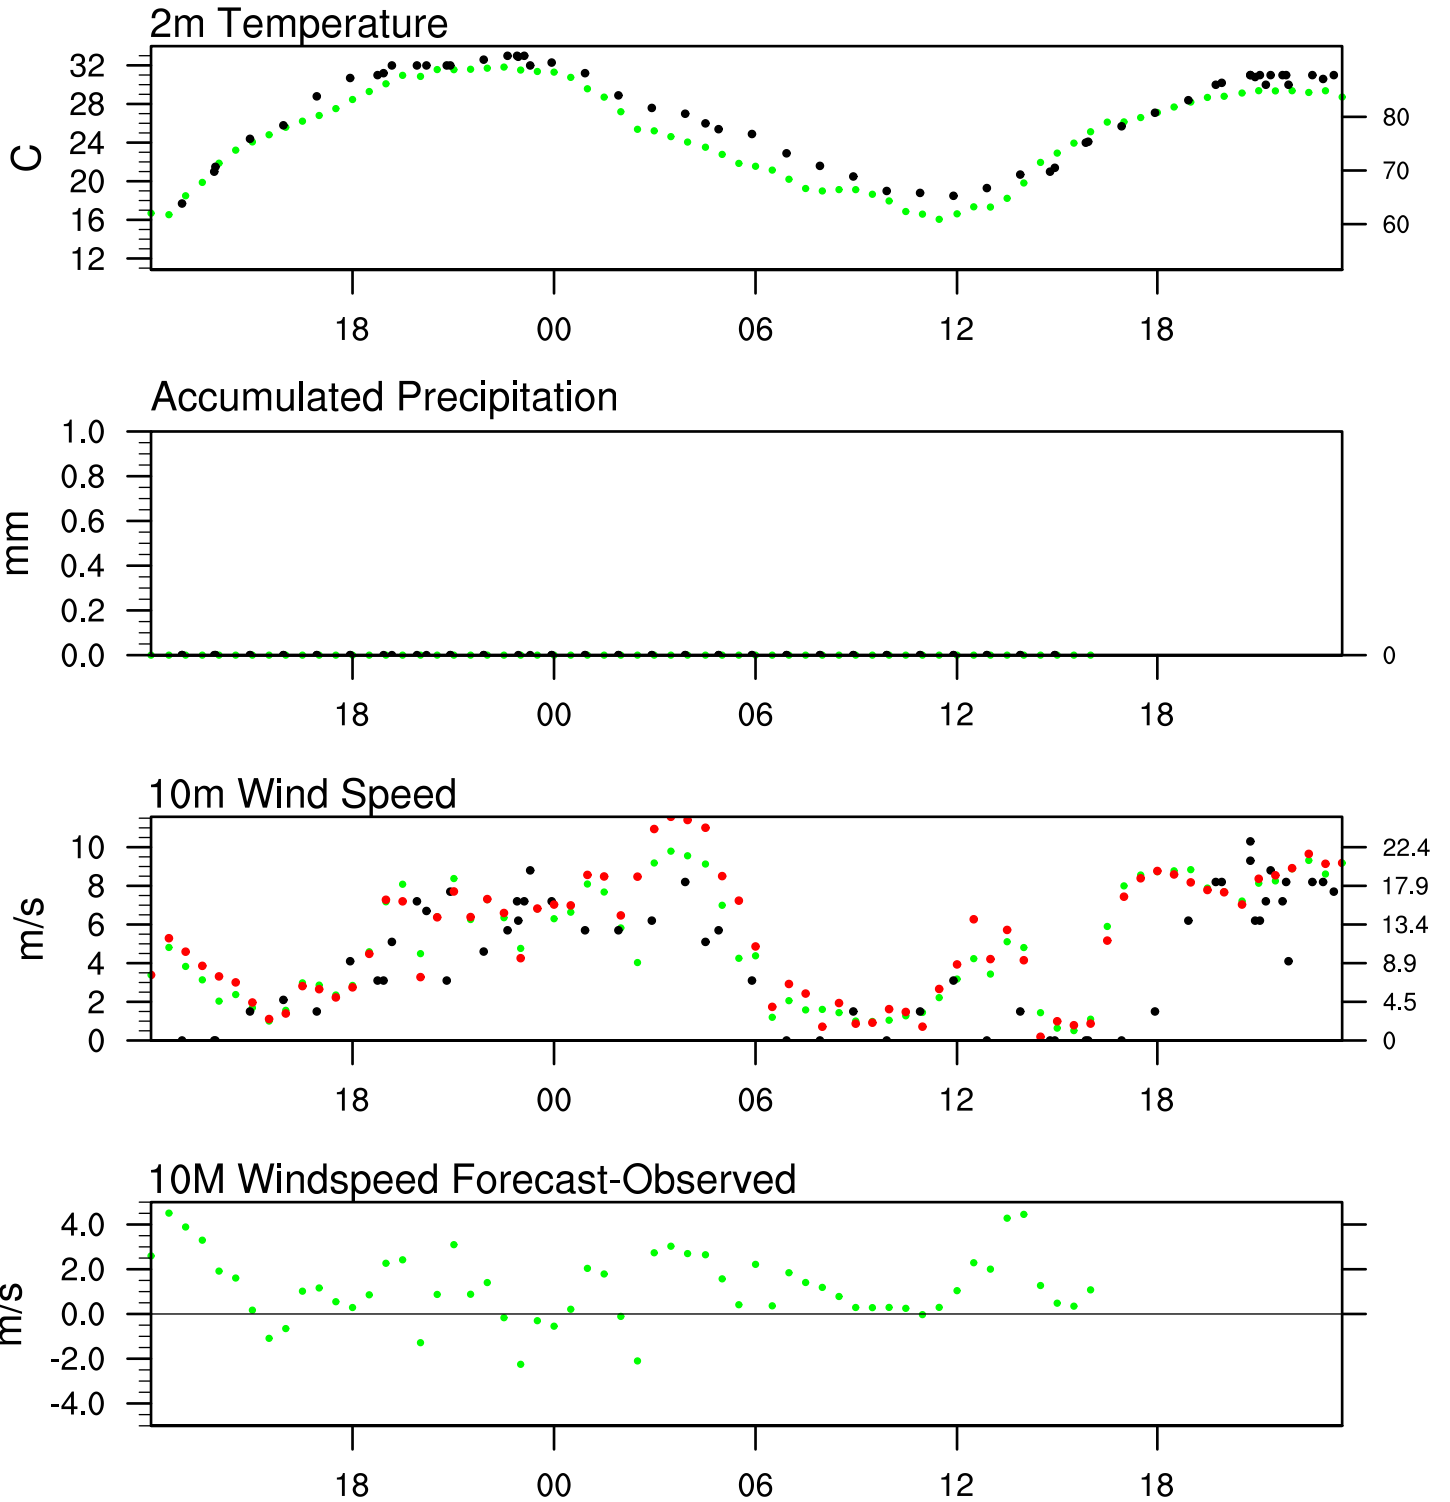 2m Temperature
32
28
24
20
16
12
C
80
70
60
18 00 06 12 18
Accumulated Precipitation
1.0
0.8
0.6
0.4
0.2
0.0
mm
0
18 00 06 12 18
10m Wind Speed
10
8
6
4
2
0
m/s
22.4
17.9
13.4
8.9
4.5
0
18 00 06 12 18
10M Windspeed Forecast-Observed
4.0
2.0
0.0
-2.0
-4.0
m/s
18 00 06 12 18